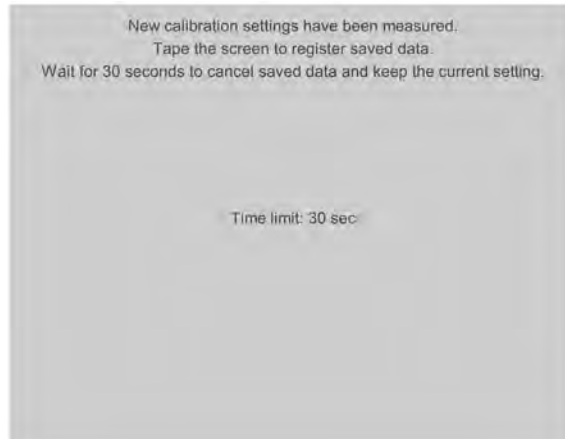 New calibration settings have been measured.
Tape the screen to register saved data.
Wait for 30 seconds to cancel saved data and keep the current setting.
Time limit: 30 sec